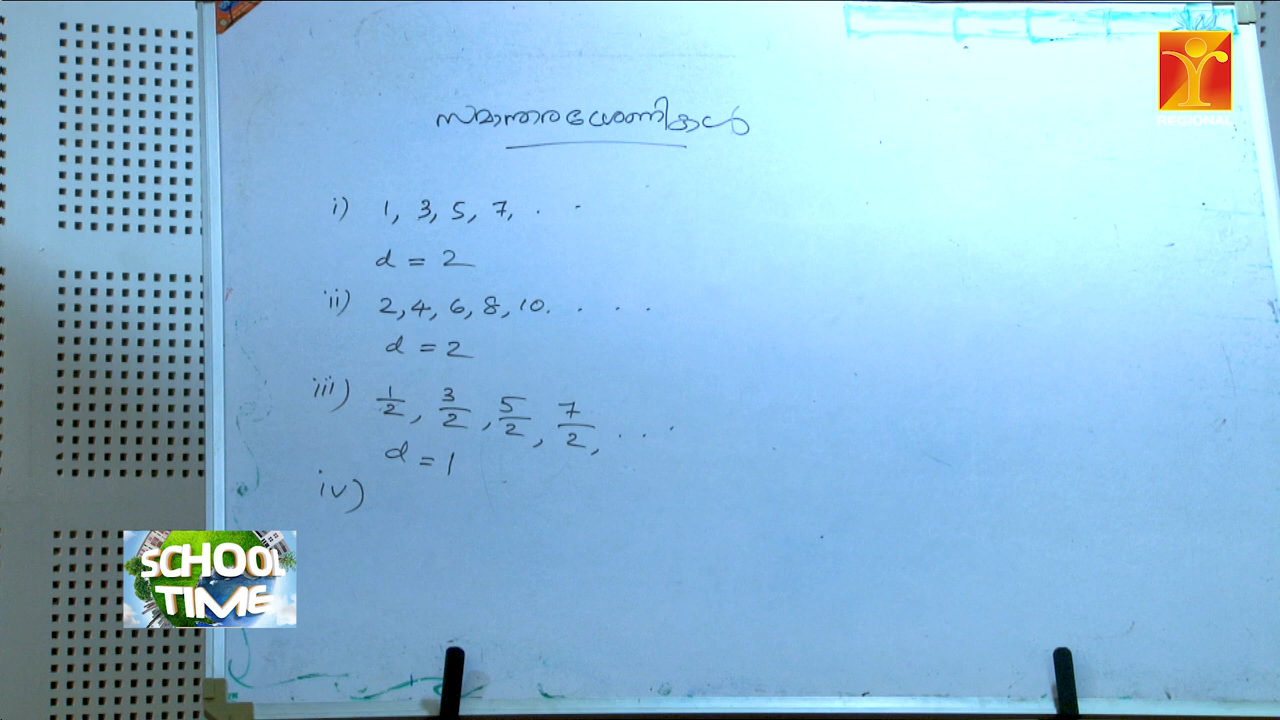 സമാന്തരശ്രേണികൾ
i) 1, 3, 5, 7, . .
d = 2
ii) 2, 4, 6, 8, 10. . . . .
d = 2
iii) 1/2, 3/2, 5/2, 7/2, . . .
d = 1
iv)
SCHOOL
TIME
REGIONAL